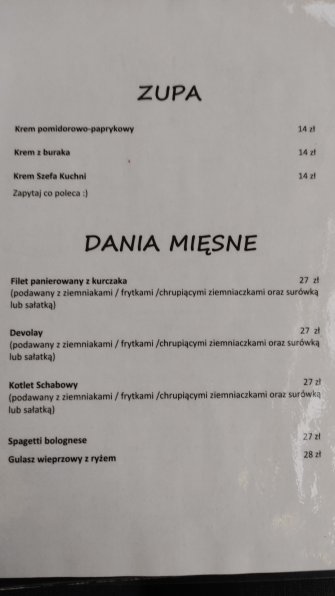 ZUPA
Krem pomidorowo-paprykowy 14 zł
Krem z buraka 14 zł
Krem Szefa Kuchni 14 zł
Zapytaj co poleca :)
DANIA MIĘSNE
Filet panierowany z kurczaka 27 zł
(podawany z ziemniakami / frytkami /chrupiącymi ziemniaczkami oraz surówką
lub sałatką)
Devolay 27 zł
(podawany z ziemniakami / frytkami /chrupiącymi ziemniaczkami oraz surówką
lub sałatką)
Kotlet Schabowy 27 zł
(podawany z ziemniakami / frytkami /chrupiącymi ziemniaczkami oraz surówką
lub sałatką)
Spagetti bolognese 27 zł
Gulasz wieprzowy z ryżem 28 zł